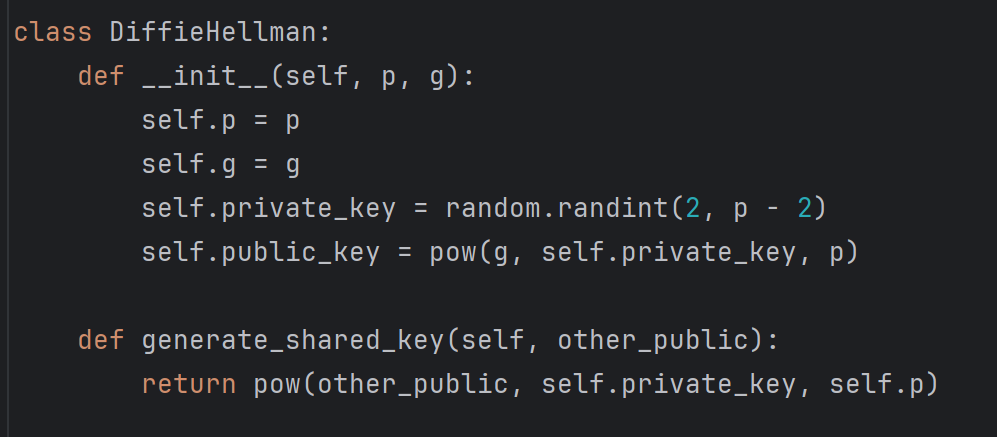 class DiffieHellman:
    def __init__(self, p, g):
        self.p = p
        self.g = g
        self.private_key = random.randint(2, p - 2)
        self.public_key = pow(g, self.private_key, p)

    def generate_shared_key(self, other_public):
        return pow(other_public, self.private_key, self.p)